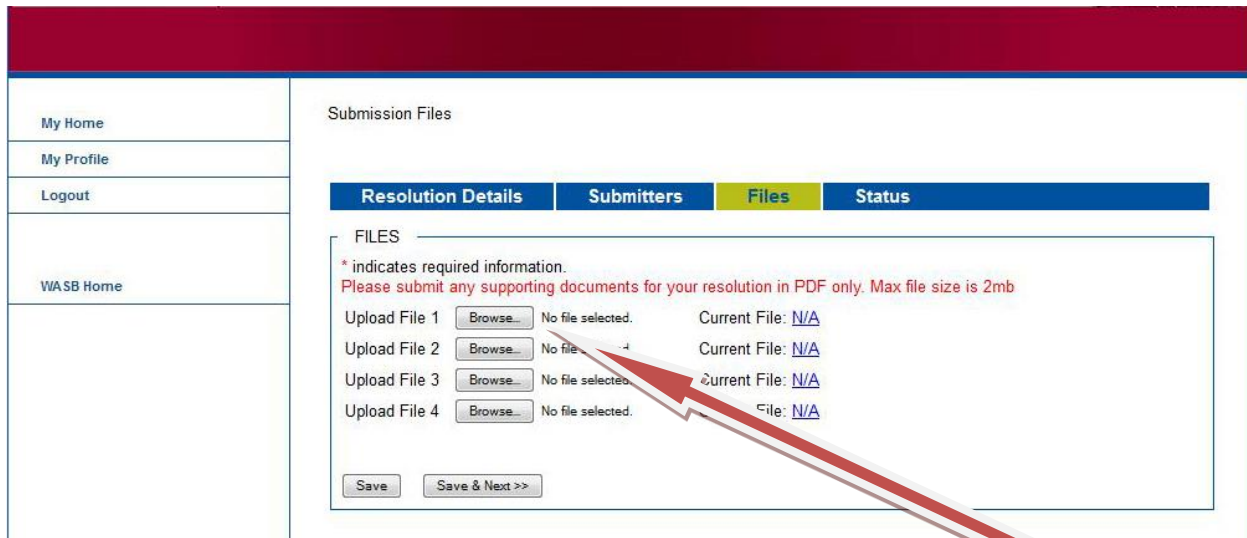 My Home
My Profile
Logout
WASB Home
Submission Files
Resolution Details Submitters Files Status
FILES
* indicates required information.
Please submit any supporting documents for your resolution in PDF only. Max file size is 2mb
Upload File 1 Browse... No file selected. Current File: N/A
Upload File 2 Browse... No file Current File: N/A
Upload File 3 Browse... No file selected. Current File: N/A
Upload File 4 Browse... No file selected. File: N/A
Save Save & Next >>